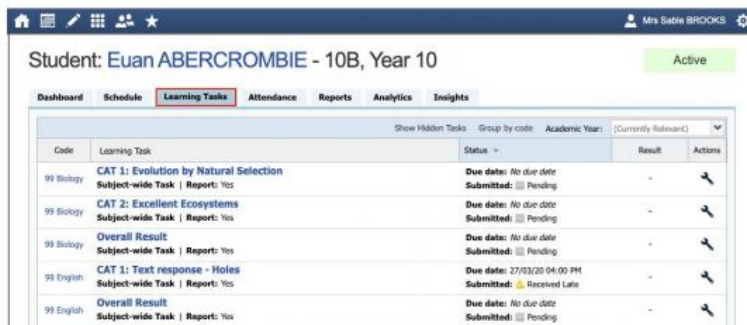 Mrs Sable BROOKS
Student: Euan ABERCROMBIE - 10B, Year 10
Active
Dashboard Schedule Learning Tasks Attendance Reports Analytics Insights
Show Hidden Tasks Group by code Academic Year: (Currently Relevant)
Code Learning Task Status Result Actions
99 Biology CAT 1: Evolution by Natural Selection Due date: No due date
Subject-wide Task | Report: Yes Submitted: Pending -
99 Biology CAT 2: Excellent Ecosystems Due date: No due date
Subject-wide Task | Report: Yes Submitted: Pending -
99 Biology Overall Result Due date: No due date
Subject-wide Task | Report: Yes Submitted: Pending -
99 English CAT 1: Text response - Holes Due date: 27/03/20 04:00 PM
Subject-wide Task | Report: Yes Submitted: Received Late -
99 English Overall Result Due date: No due date
Subject-wide Task | Report: Yes Submitted: Pending -